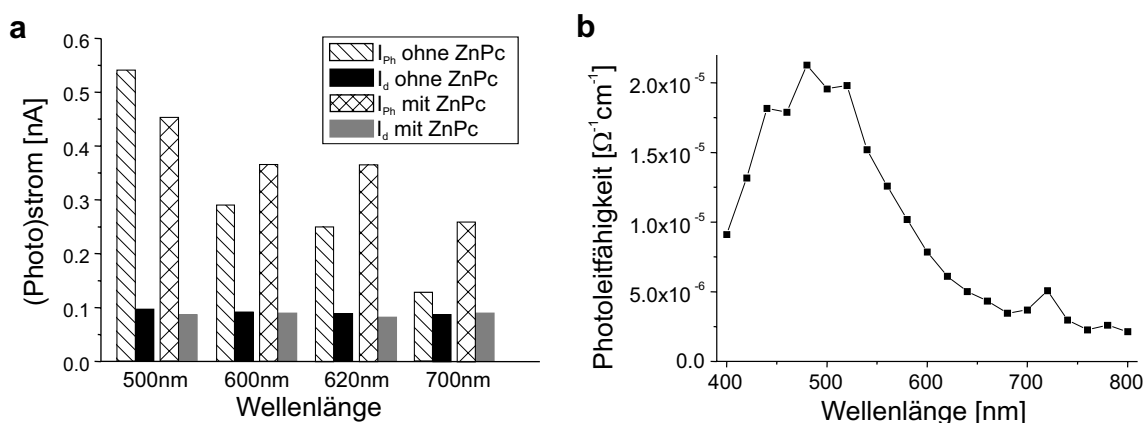 a
0.6
0.5
0.4
0.3
0.2
0.1
0.0
(Photo)strom [nA]
I_Ph ohne ZnPc
I_d ohne ZnPc
I_Ph mit ZnPc
I_d mit ZnPc
500nm 600nm 620nm 700nm
Wellenlänge
b
2.0x10⁻⁵
1.5x10⁻⁵
1.0x10⁻⁵
5.0x10⁻⁶
0.0
Photoleitfähigkeit [Ω⁻¹cm⁻¹]
400 500 600 700 800
Wellenlänge [nm]